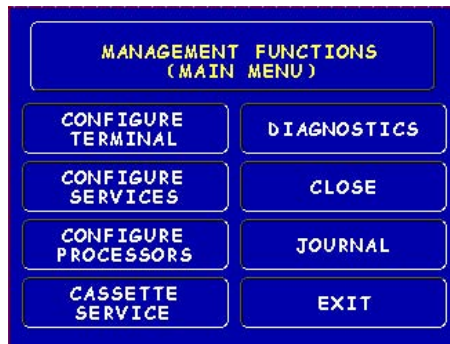 MANAGEMENT FUNCTIONS
(MAIN MENU)
CONFIGURE
TERMINAL
DIAGNOSTICS
CONFIGURE
SERVICES
CLOSE
CONFIGURE
PROCESSORS
JOURNAL
CASSETTE
SERVICE
EXIT